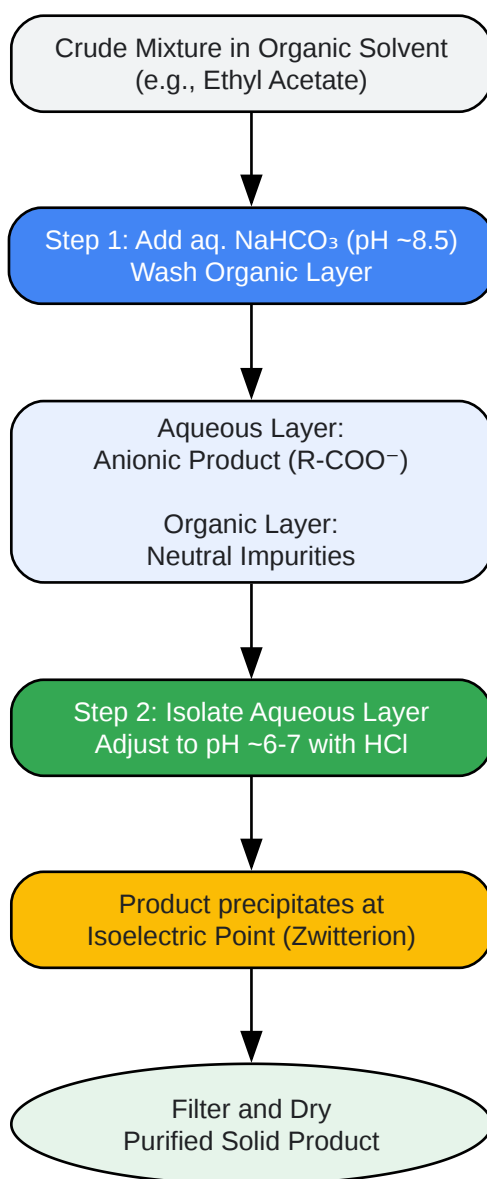 Crude Mixture in Organic Solvent
(e.g., Ethyl Acetate)
Step 1: Add aq. NaHCO₃ (pH ~8.5)
Wash Organic Layer
Aqueous Layer:
Anionic Product (R-COO⁻)
Organic Layer:
Neutral Impurities
Step 2: Isolate Aqueous Layer
Adjust to pH ~6-7 with HCl
Product precipitates at
Isoelectric Point (Zwitterion)
Filter and Dry
Purified Solid Product